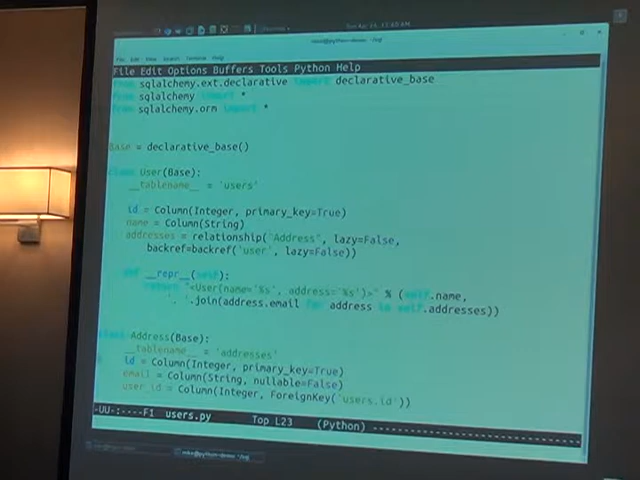 File Edit Options Buffers Tools Python Help
from sqlalchemy.ext.declarative import declarative_base
from sqlalchemy import *
from sqlalchemy.orm import *
Base = declarative_base()
class User(Base):
__tablename__ = 'users'
id = Column(Integer, primary_key=True)
name = Column(String)
addresses = relationship("Address", lazy=False,
backref=backref('user', lazy=False))
def __repr__(self):
return "<User(name='%s', address='%s')>" % (self.name,
', '.join(address.email for address in self.addresses))
class Address(Base):
__tablename__ = 'addresses'
id = Column(Integer, primary_key=True)
email = Column(String, nullable=False)
user_id = Column(Integer, ForeignKey('users.id'))
-UU-:----F1 users.py Top L23 (Python)